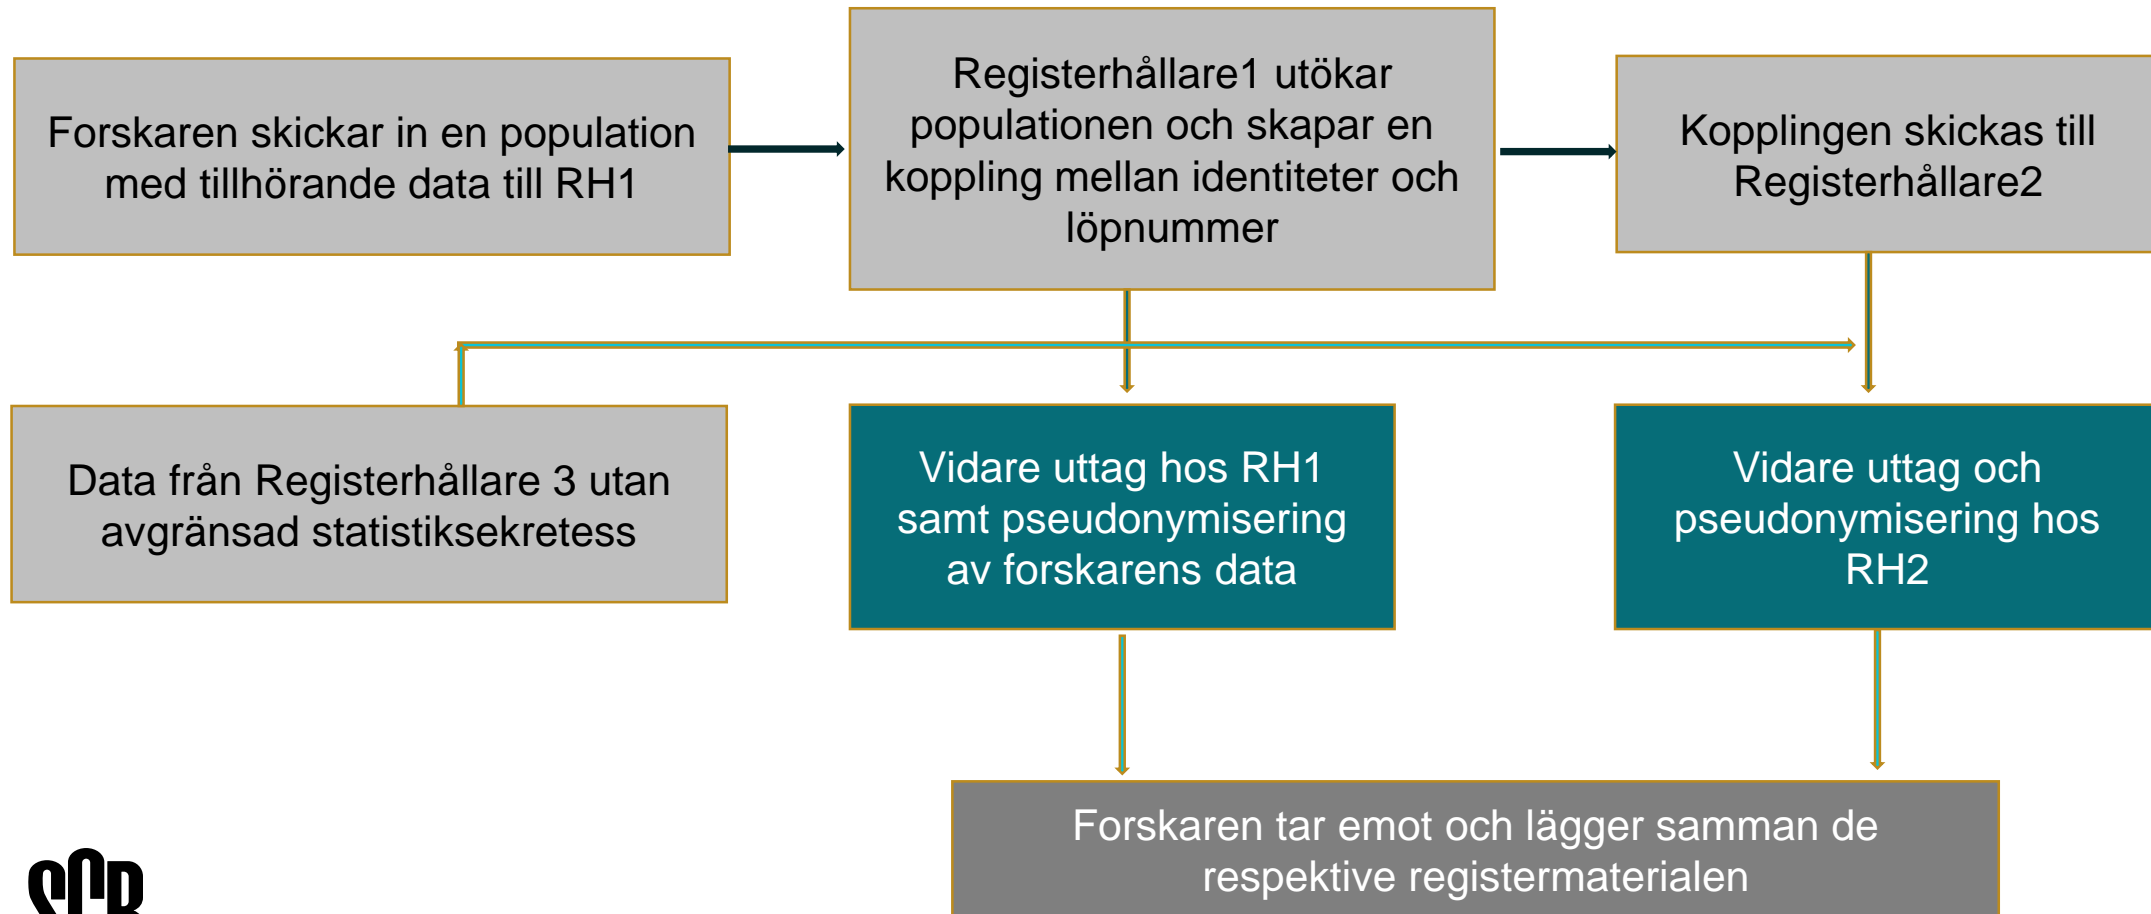 Forskaren skickar in en population
med tillhörande data till RH1
Registerhållare1 utökar
populationen och skapar en
koppling mellan identiteter och
löpnummer
Kopplingen skickas till
Registerhållare2
Data från Registerhållare 3 utan
avgränsad statistiksekretess
Vidare uttag hos RH1
samt pseudonymisering
av forskarens data
Vidare uttag och
pseudonymisering hos
RH2
Forskaren tar emot och lägger samman de
respektive registermaterialen
SCB